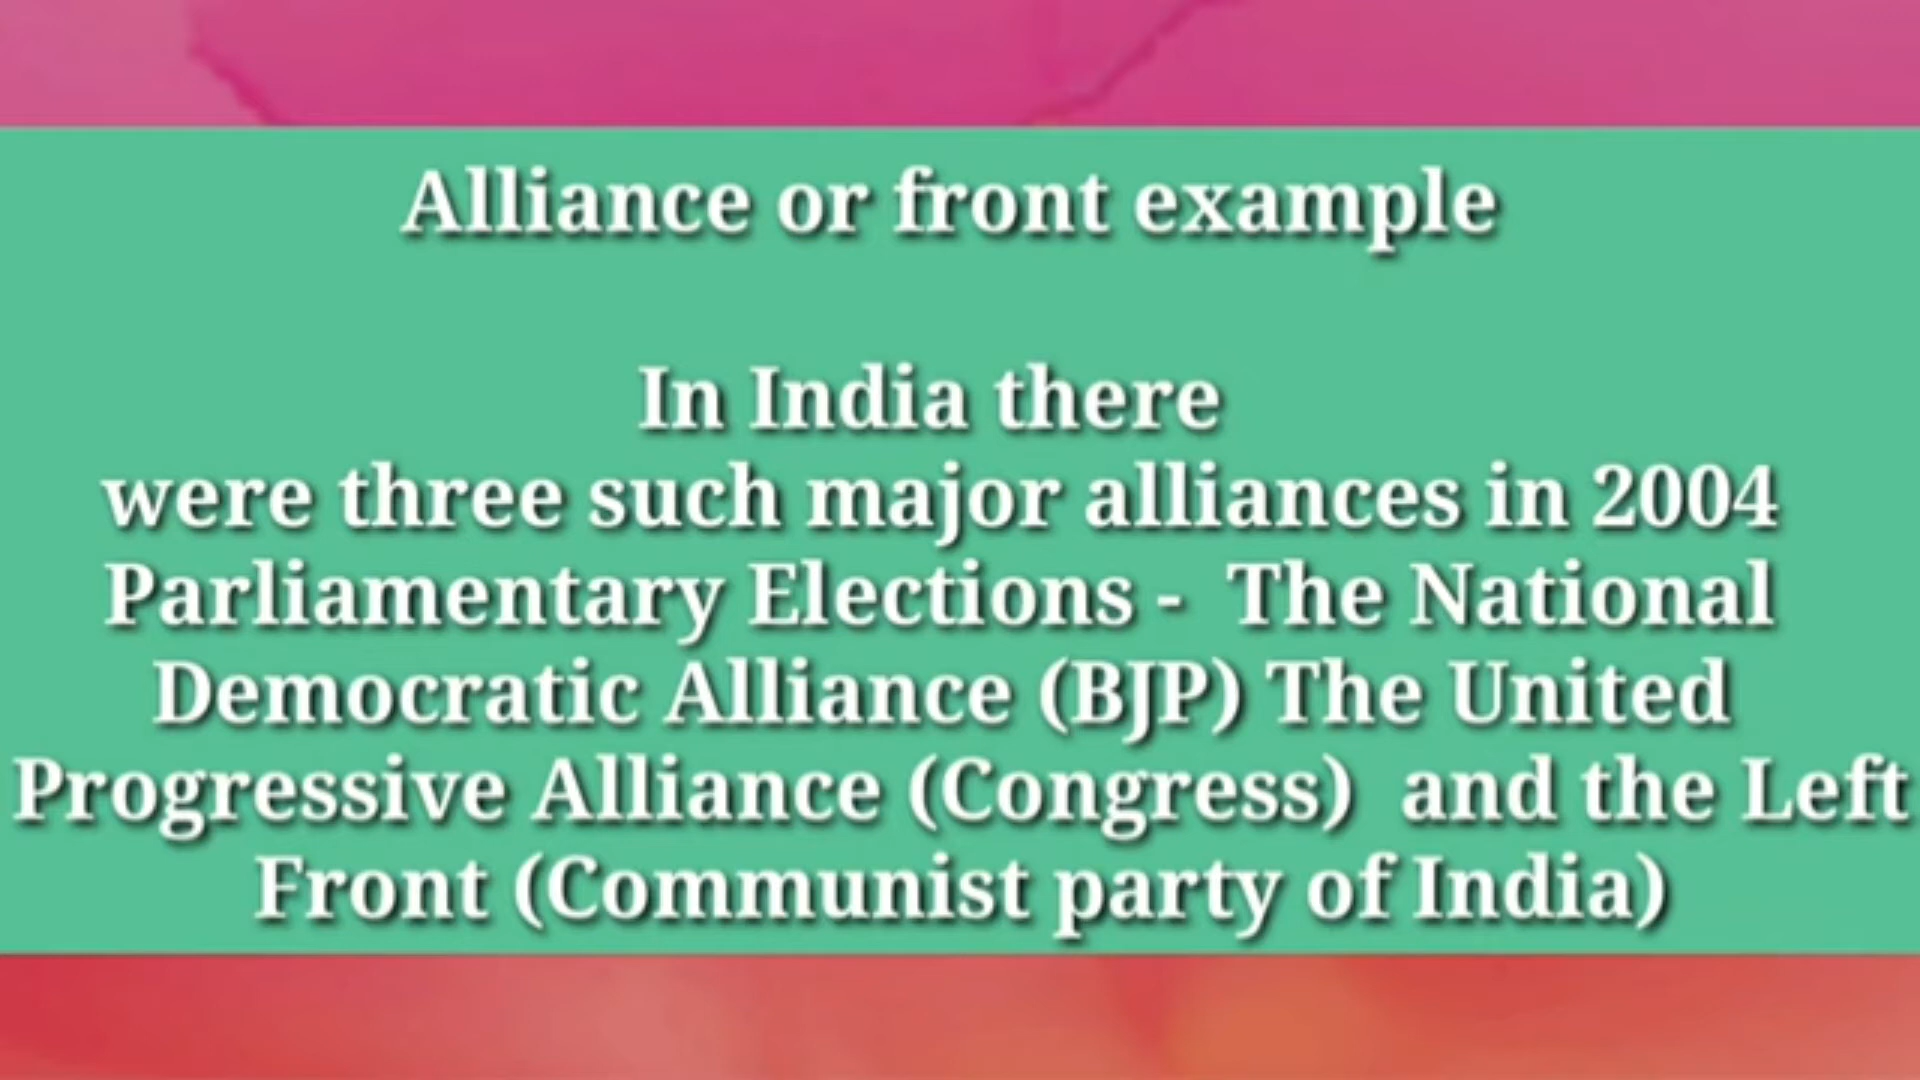 Alliance or front example
In India there
were three such major alliances in 2004
Parliamentary Elections - The National
Democratic Alliance (BJP) The United
Progressive Alliance (Congress) and the Left
Front (Communist party of India)